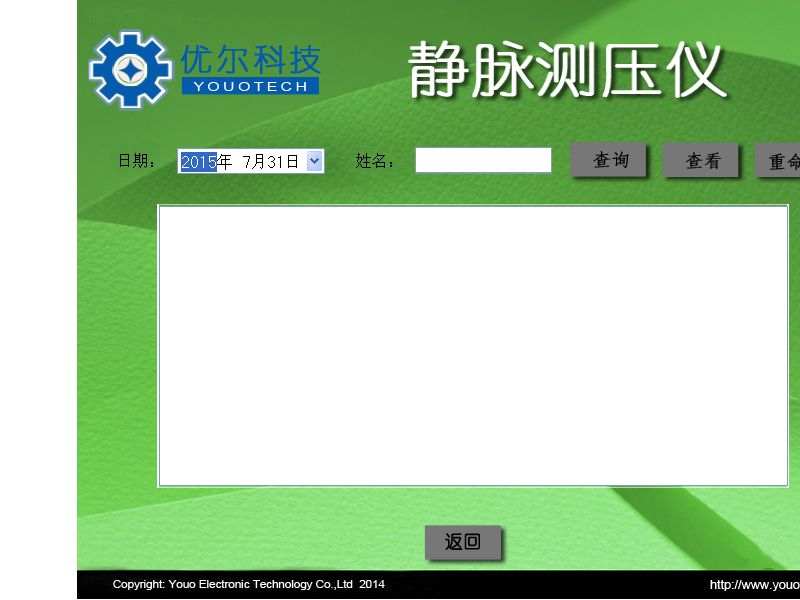 优尔科技
YOUOTECH
静脉测压仪
日期： 2015年 7月31日 姓名： 查询 查看 重命
返回
Copyright: Youo Electronic Technology Co.,Ltd 2014 http://www.youo